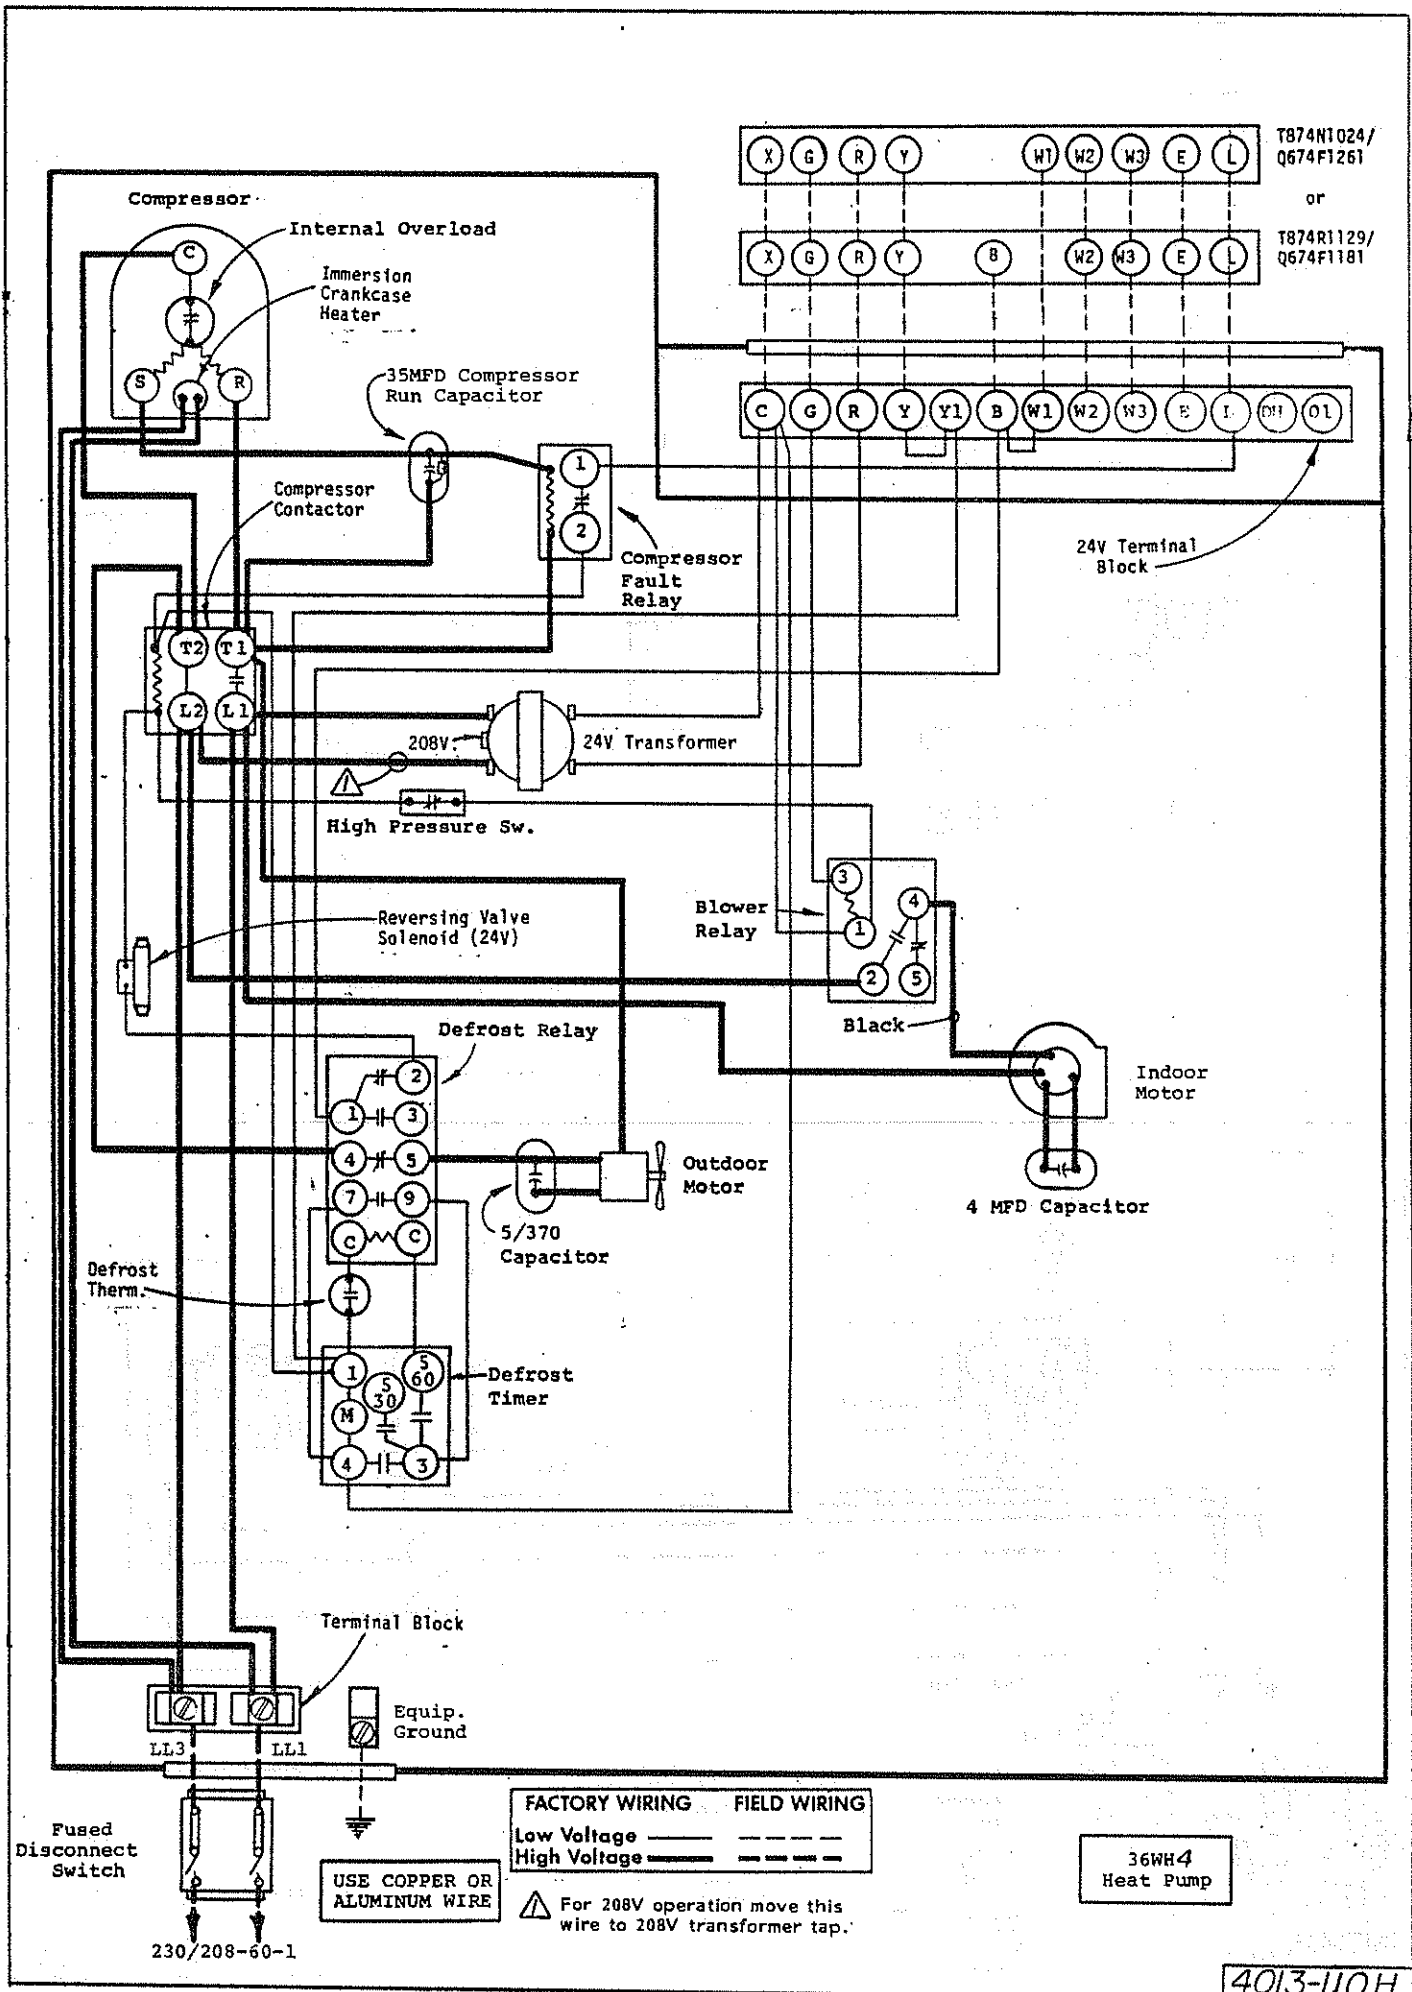 X G R Y W1 W2 W3 E L
T874N1024/
Q674F1261
or
X G R Y B W2 W3 E L
T874R1129/
Q674F1181
Compressor
Internal Overload
Immersion
Crankcase
Heater
C
S R
35MFD Compressor
Run Capacitor
C G R Y Y1 B W1 W2 W3 E L DH O1
1
2
Compressor
Contactor
Compressor
Fault
Relay
24V Terminal
Block
T2 T1
L2 L1
208V.
24V Transformer
1
High Pressure Sw.
Blower
Relay
3
4
1
2 5
Reversing Valve
Solenoid (24V)
Black
Defrost Relay
Indoor
Motor
2
1 3
4 5
7 9
C C
Outdoor
Motor
4 MFD Capacitor
5/370
Capacitor
Defrost
Therm.
1
5
60
5
30
M
4 3
Defrost
Timer
Terminal Block
Equip.
Ground
LL3 LL1
Fused
Disconnect
Switch
230/208-60-1
FACTORY WIRING FIELD WIRING
Low Voltage
High Voltage
USE COPPER OR
ALUMINUM WIRE
1 For 208V operation move this
wire to 208V transformer tap.
36WH4
Heat Pump
4013-110H